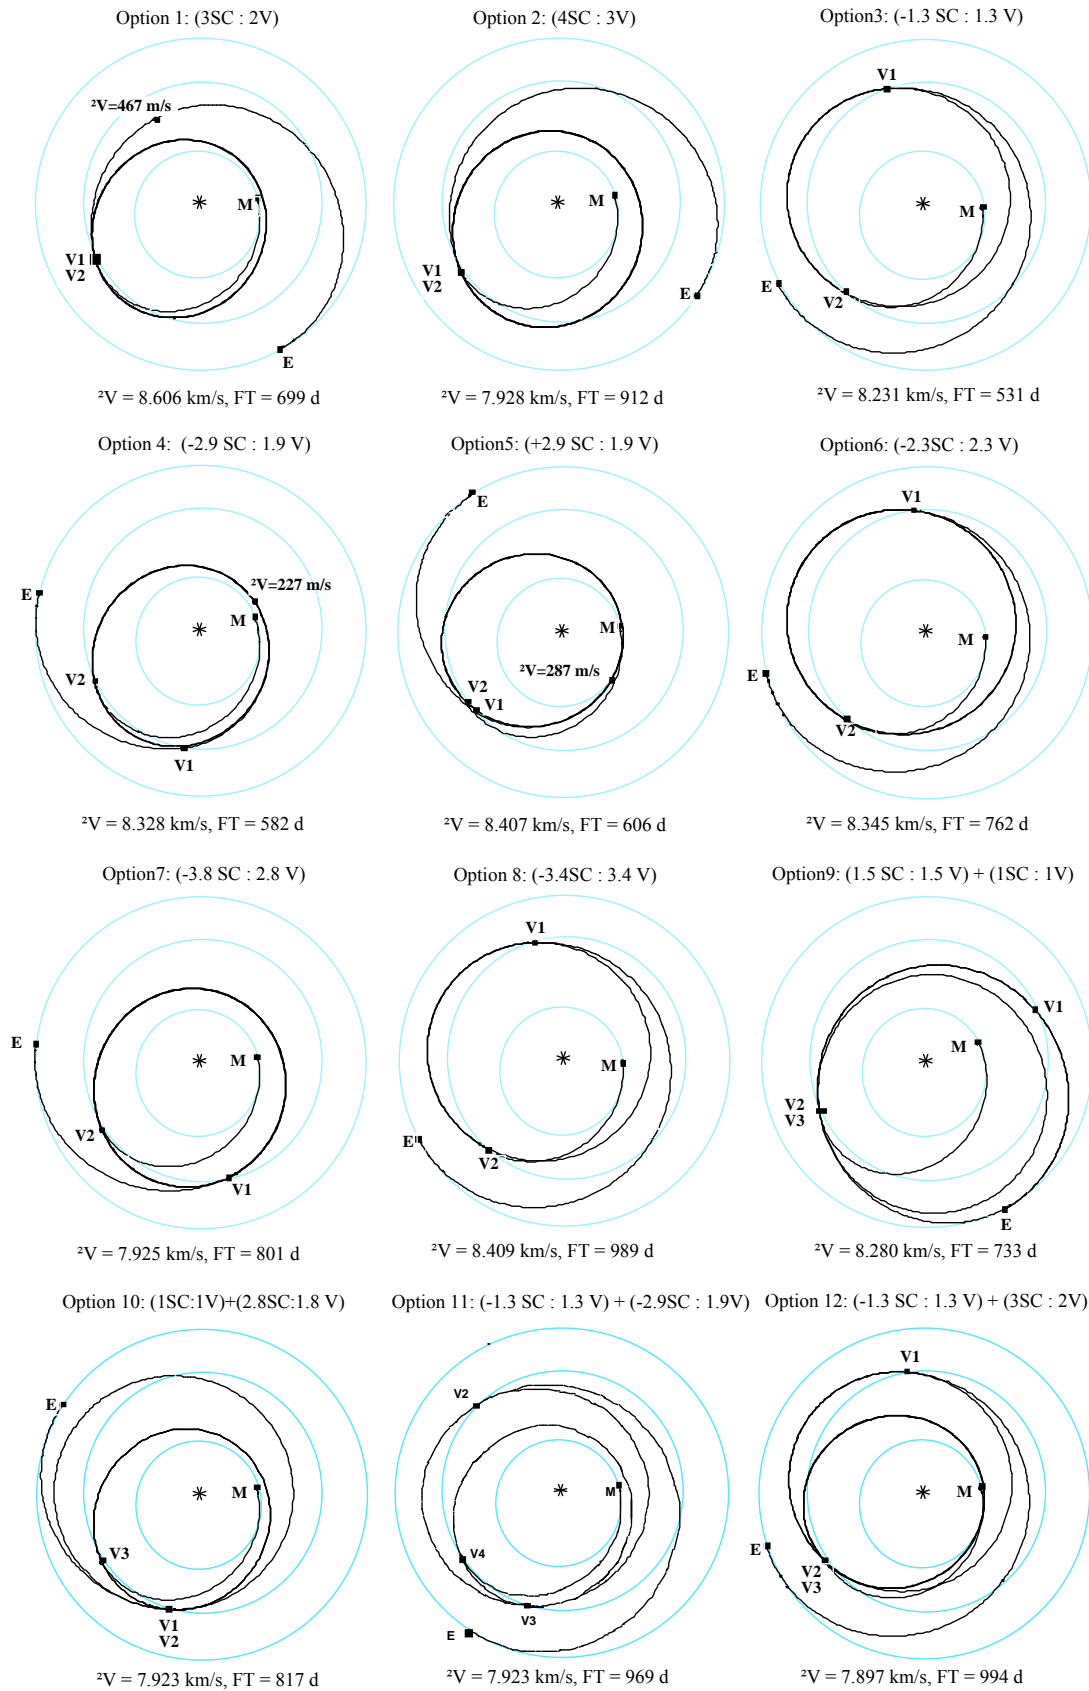 Option 1: (3SC : 2V)
Option 2: (4SC : 3V)
Option3: (-1.3 SC : 1.3 V)
²V=467 m/s
M
V1
V2
E
M
V1
V2
E
V1
M
E
V2
²V = 8.606 km/s, FT = 699 d
²V = 7.928 km/s, FT = 912 d
²V = 8.231 km/s, FT = 531 d
Option 4: (-2.9 SC : 1.9 V)
Option5: (+2.9 SC : 1.9 V)
Option6: (-2.3SC : 2.3 V)
E
²V=227 m/s
M
V2
V1
E
M
²V=287 m/s
V2
V1
V1
M
E
V2
²V = 8.328 km/s, FT = 582 d
²V = 8.407 km/s, FT = 606 d
²V = 8.345 km/s, FT = 762 d
Option7: (-3.8 SC : 2.8 V)
Option 8: (-3.4SC : 3.4 V)
Option9: (1.5 SC : 1.5 V) + (1SC : 1V)
E
M
V2
V1
V1
M
E
V2
V1
M
V2
V3
E
²V = 7.925 km/s, FT = 801 d
²V = 8.409 km/s, FT = 989 d
²V = 8.280 km/s, FT = 733 d
Option 10: (1SC:1V)+(2.8SC:1.8 V)
Option 11: (-1.3 SC : 1.3 V) + (-2.9SC : 1.9V)
Option 12: (-1.3 SC : 1.3 V) + (3SC : 2V)
E
M
V3
V1
V2
V2
M
V4
V3
E
V1
M
E
V2
V3
²V = 7.923 km/s, FT = 817 d
²V = 7.923 km/s, FT = 969 d
²V = 7.897 km/s, FT = 994 d